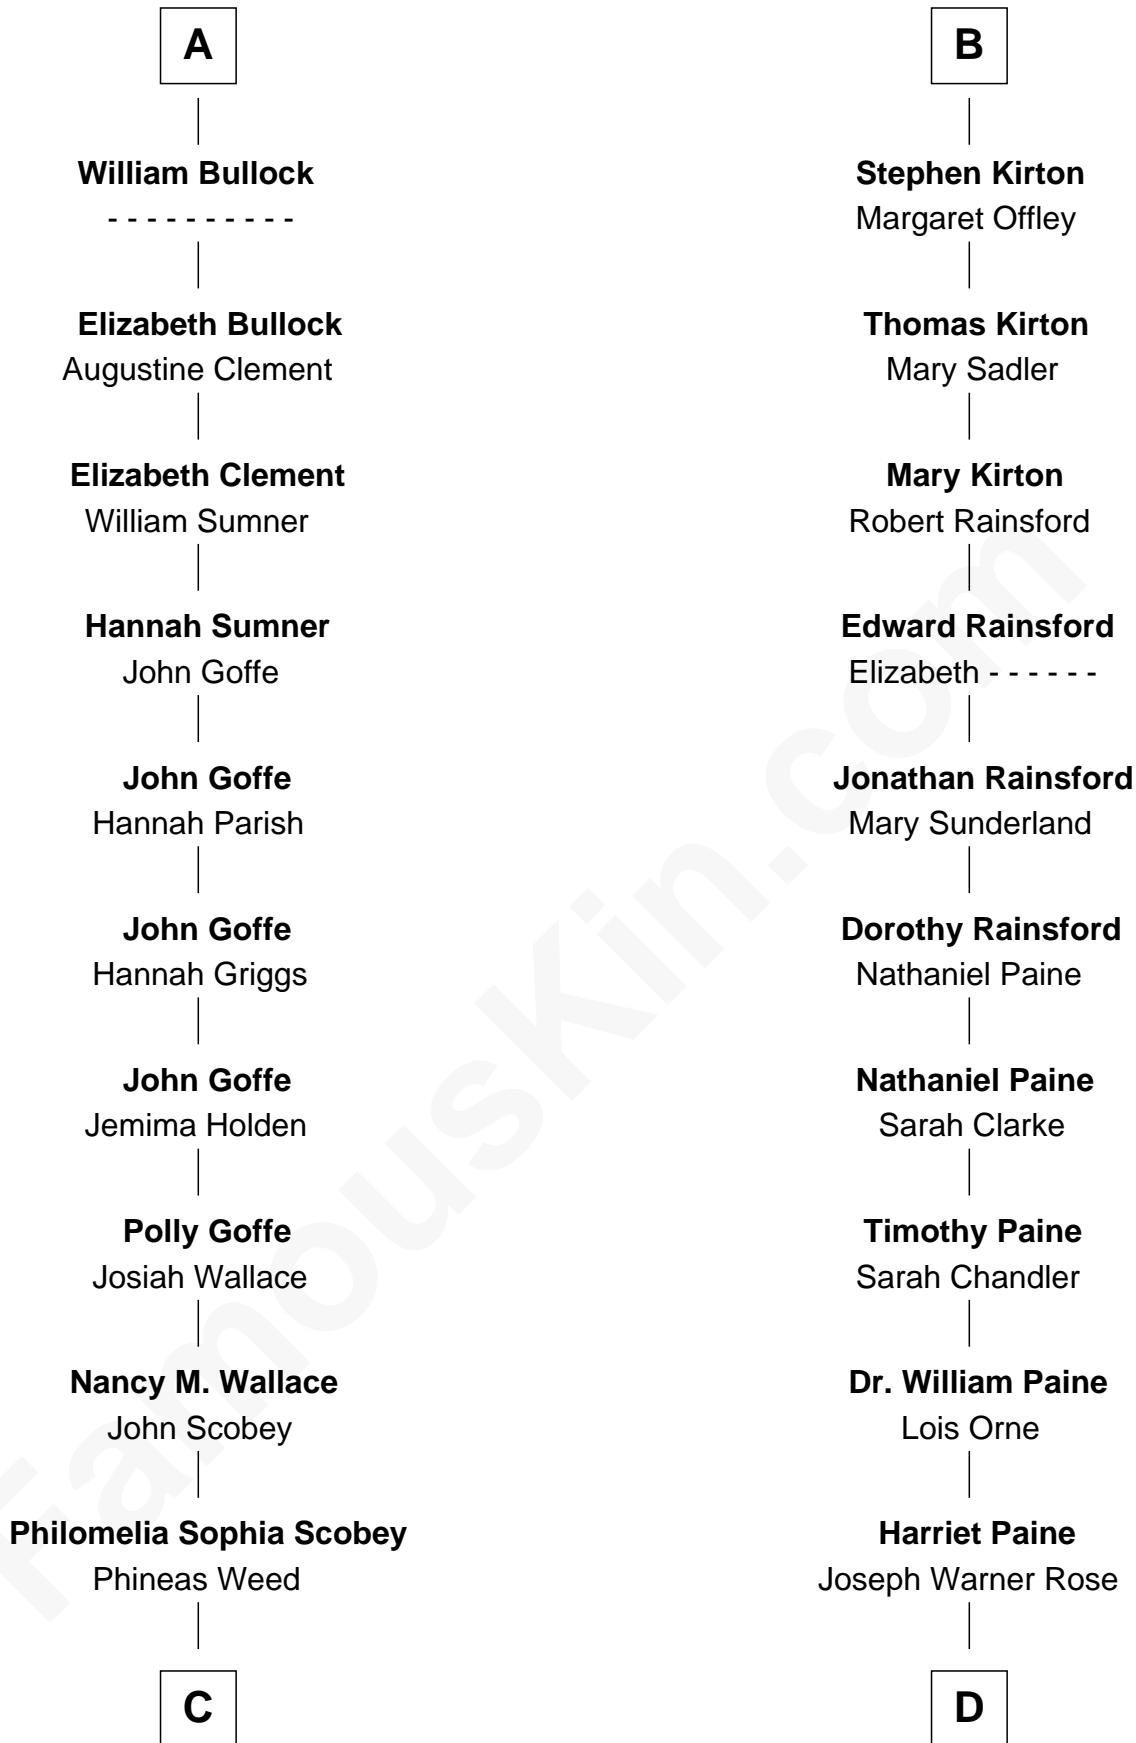 A
William Bullock
- - - - - - - - - -
Elizabeth Bullock
Augustine Clement
Elizabeth Clement
William Sumner
Hannah Sumner
John Goffe
John Goffe
Hannah Parish
John Goffe
Hannah Griggs
John Goffe
Jemima Holden
Polly Goffe
Josiah Wallace
Nancy M. Wallace
John Scobey
Philomelia Sophia Scobey
Phineas Weed
C
B
Stephen Kirton
Margaret Offley
Thomas Kirton
Mary Sadler
Mary Kirton
Robert Rainsford
Edward Rainsford
Elizabeth - - - - - -
Jonathan Rainsford
Mary Sunderland
Dorothy Rainsford
Nathaniel Paine
Nathaniel Paine
Sarah Clarke
Timothy Paine
Sarah Chandler
Dr. William Paine
Lois Orne
Harriet Paine
Joseph Warner Rose
D
FamousKin.com